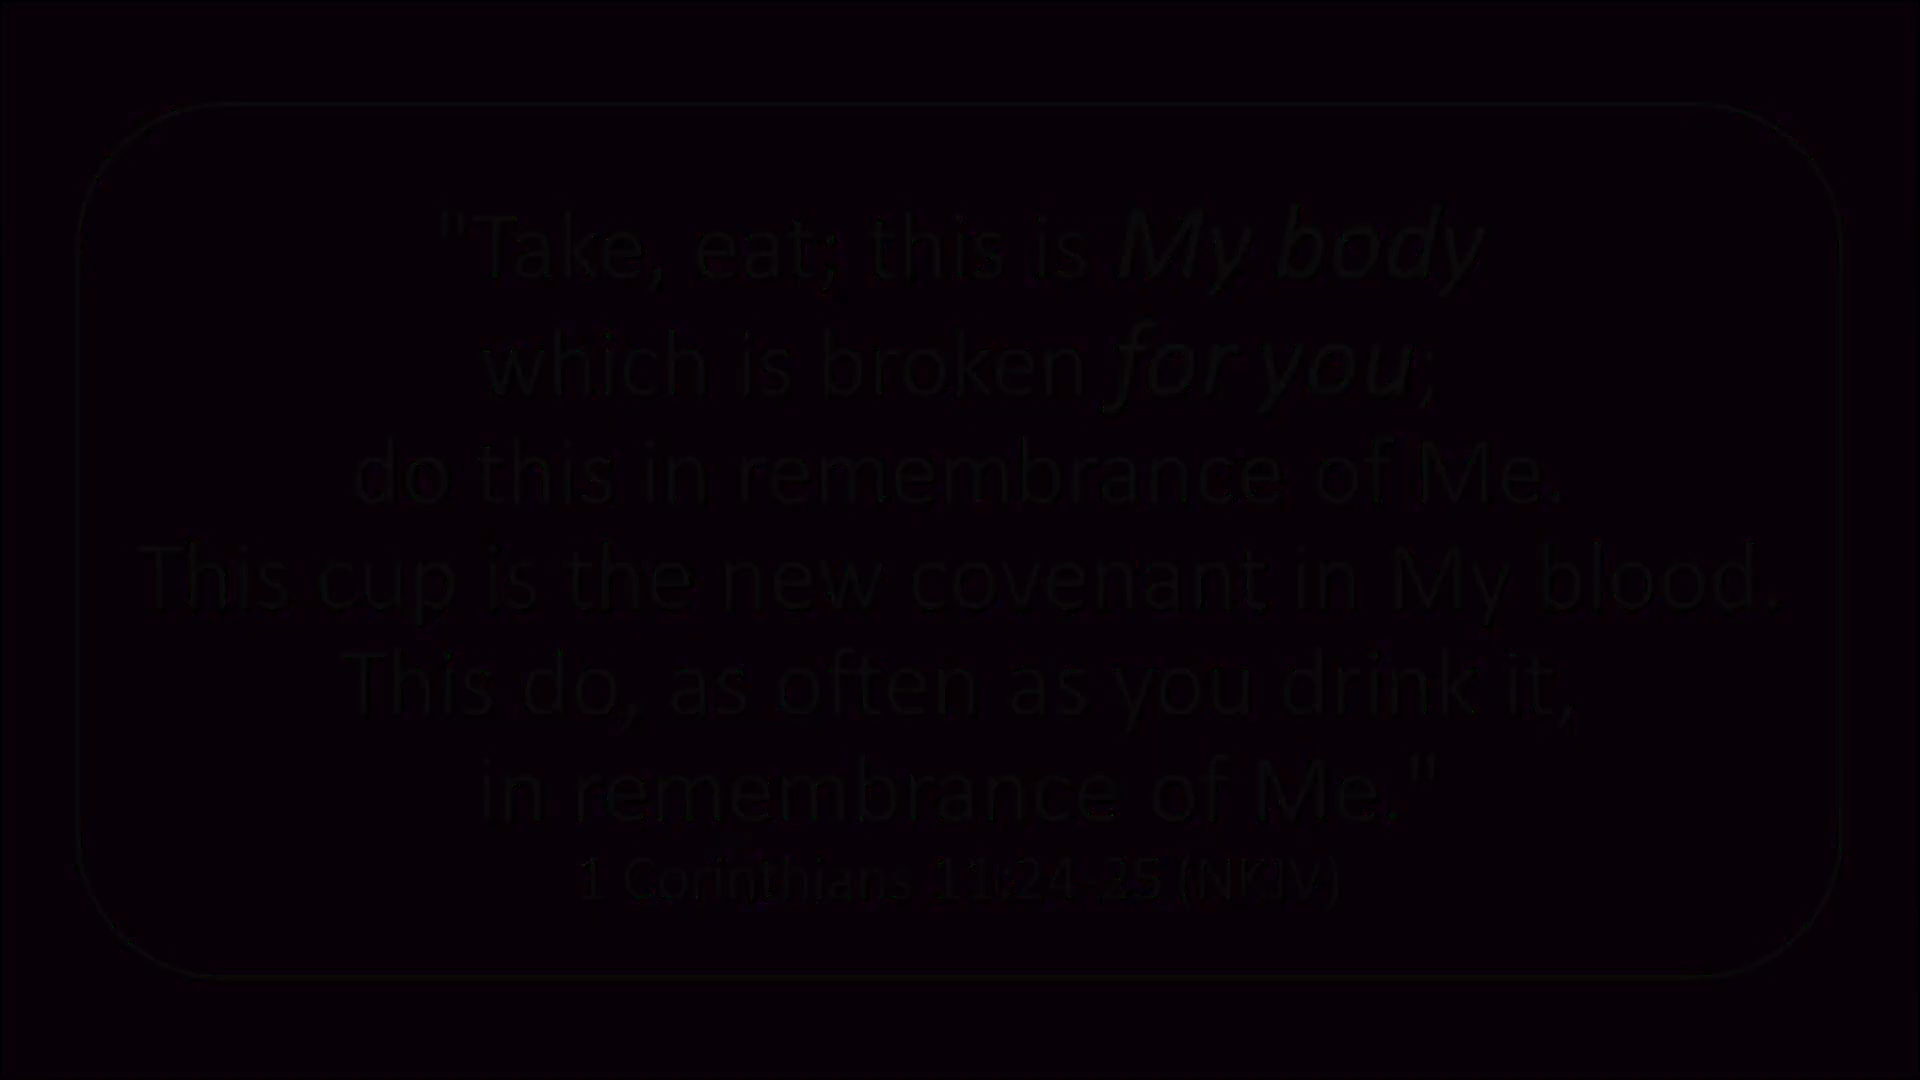 "Take, eat; this is My body
which is broken for you;
do this in remembrance of Me.
This cup is the new covenant in My blood.
This do, as often as you drink it,
in remembrance of Me."
1 Corinthians 11:24-25 (NKJV)